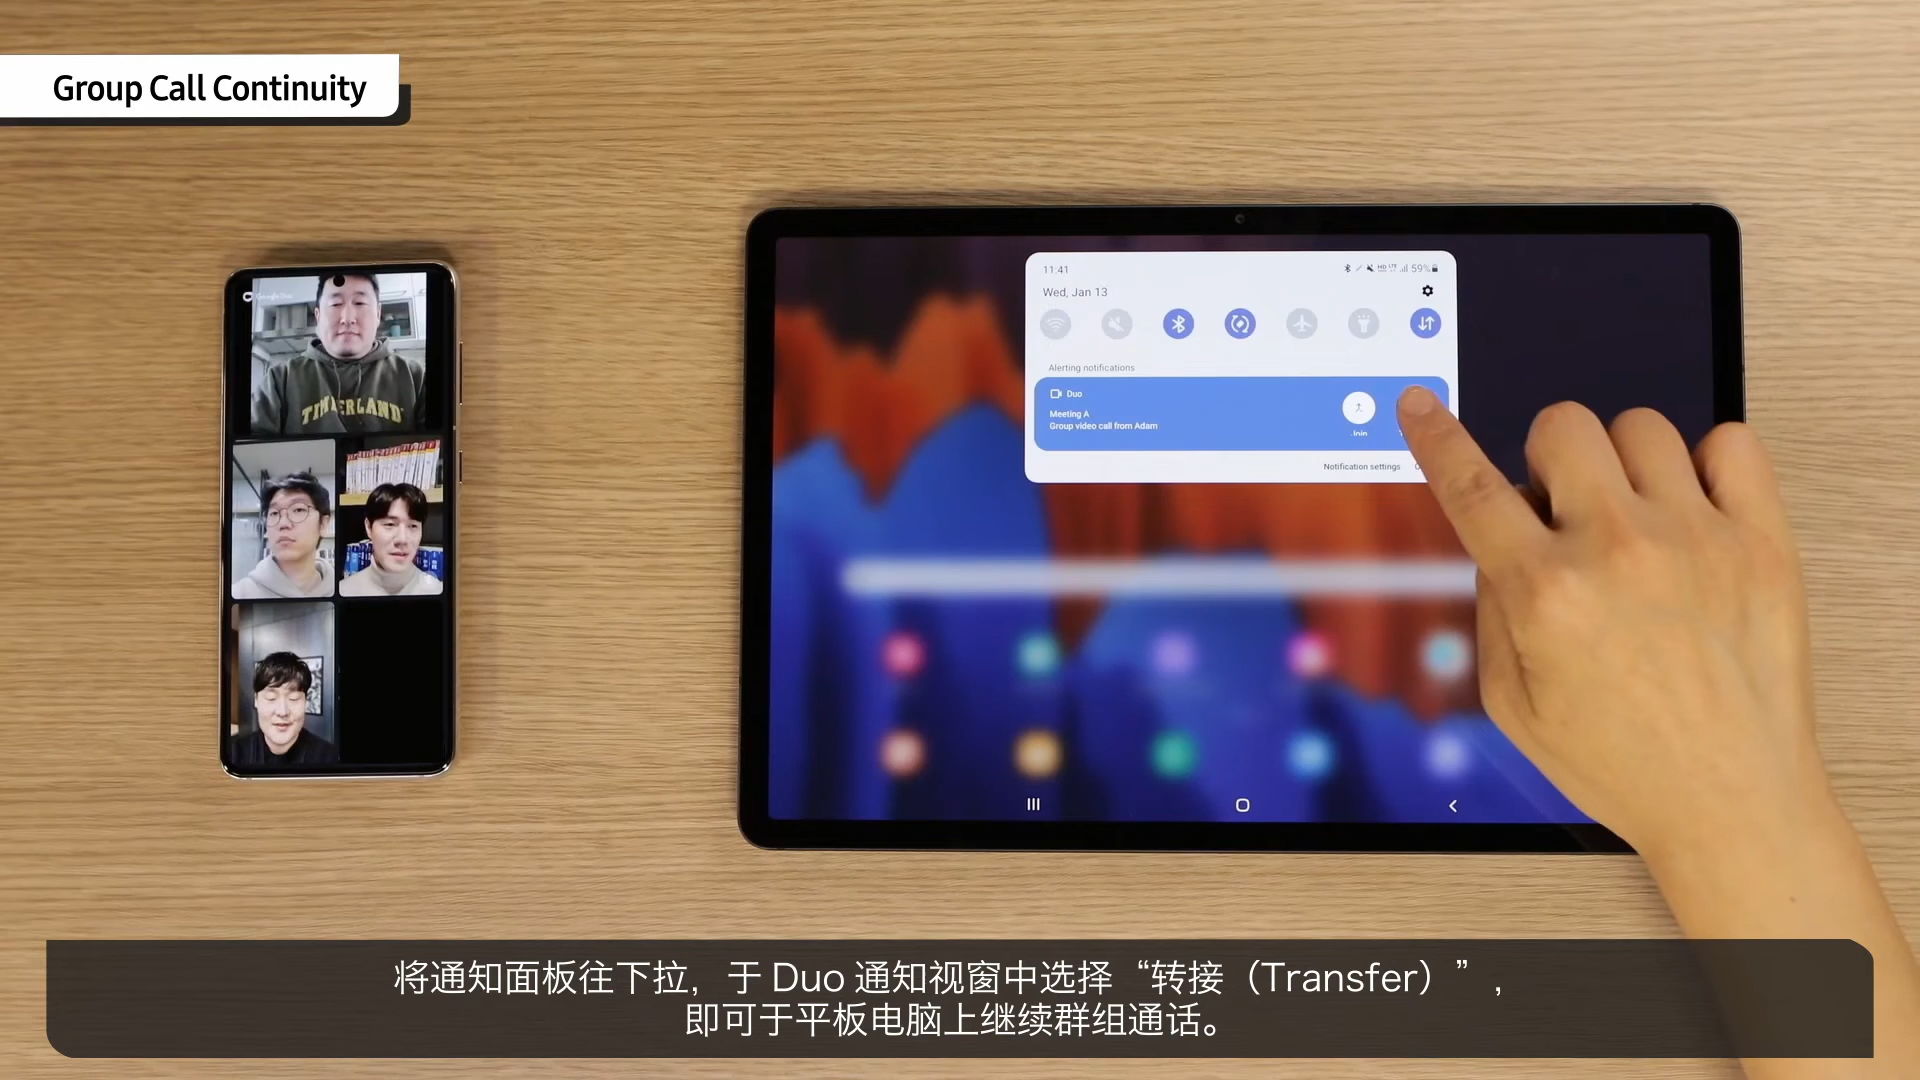 Group Call Continuity
Google Duo
TIMBERLAND
11:41
59%
Wed, Jan 13
Alerting notifications
Duo
Meeting A
Group video call from Adam
Join
Notification settings
将通知面板往下拉，于 Duo 通知视窗中选择“转接（Transfer）”，
即可于平板电脑上继续群组通话。